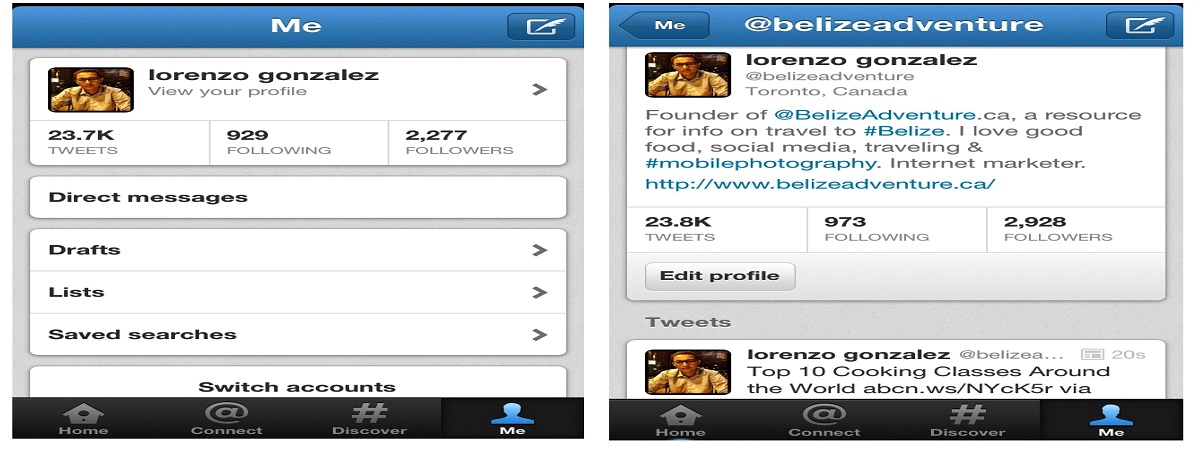 Me
lorenzo gonzalez
View your profile
23.7K 929 2,277
TWEETS FOLLOWING FOLLOWERS
Direct messages
Drafts
Lists
Saved searches
Switch accounts
Home Connect Discover Me
Me @belizeadventure
lorenzo gonzalez
@belizeadventure
Toronto, Canada
Founder of @BelizeAdventure.ca, a resource
for info on travel to #Belize. I love good
food, social media, traveling &
#mobilephotography. Internet marketer.
http://www.belizeadventure.ca/
23.8K 973 2,928
TWEETS FOLLOWING FOLLOWERS
Edit profile
Tweets
lorenzo gonzalez @belizea... 20s
Top 10 Cooking Classes Around
the World abcn.ws/NYcK5r via
Home Connect Discover Me